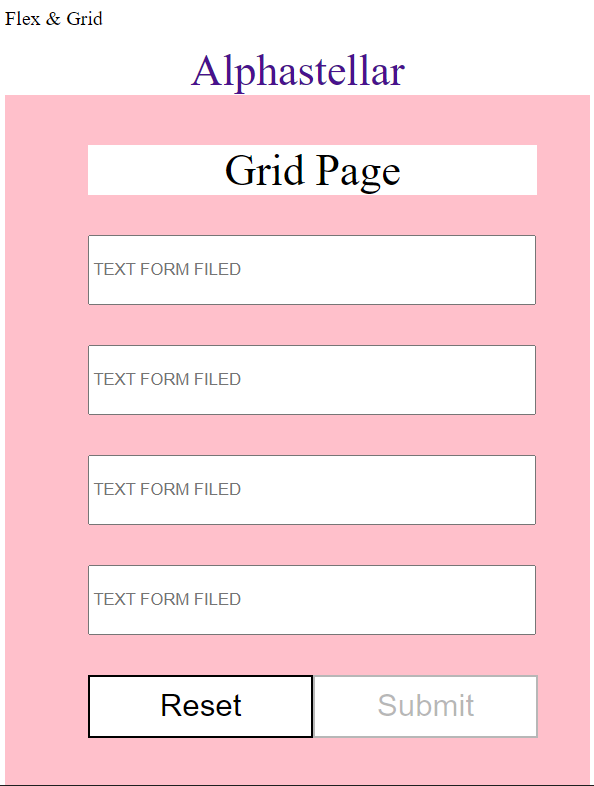 Flex & Grid
Alphastellar
Grid Page
TEXT FORM FILED
TEXT FORM FILED
TEXT FORM FILED
TEXT FORM FILED
Reset Submit